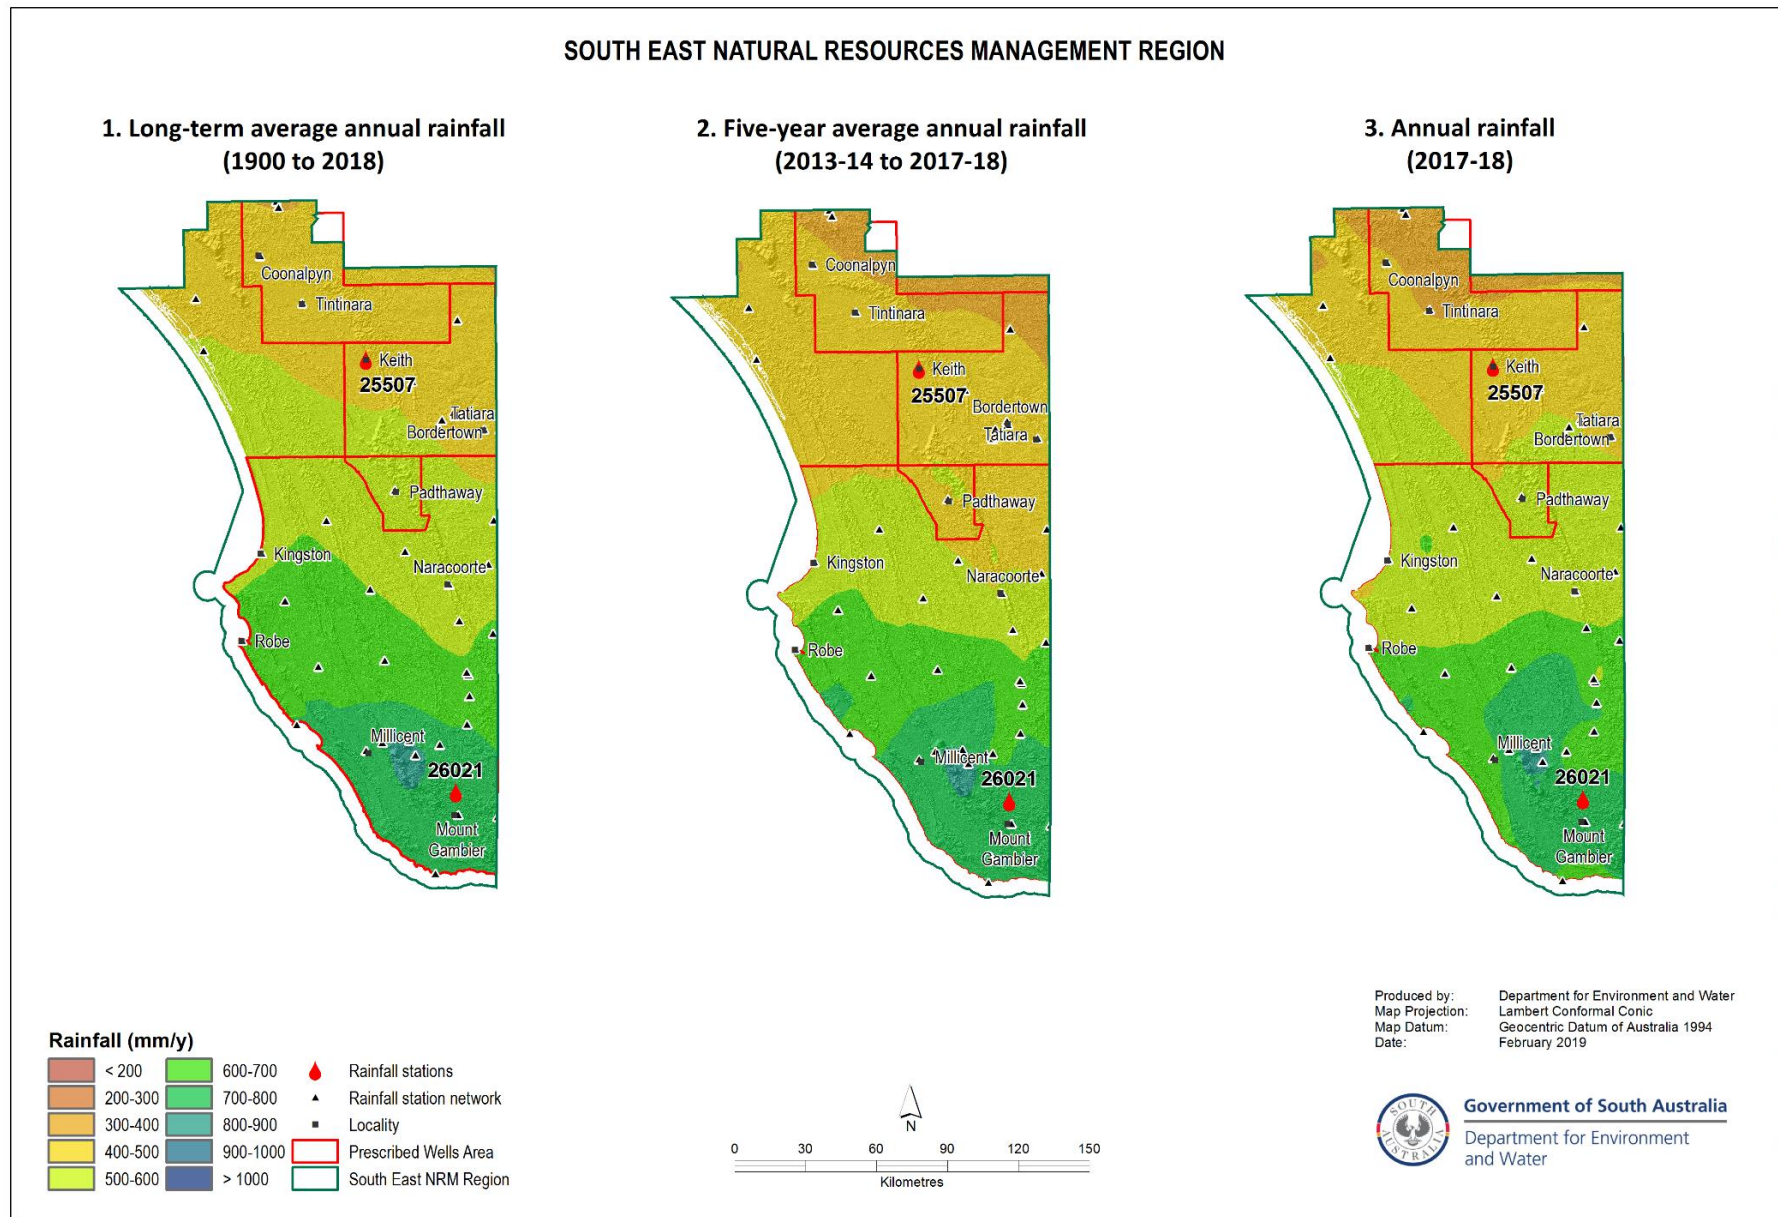 SOUTH EAST NATURAL RESOURCES MANAGEMENT REGION
1. Long-term average annual rainfall
(1900 to 2018)
Coonalpyn
Tintinara
Keith
25507
Tatiara
Bordertown
Padthaway
Kingston
Naracoorte
Robe
Millicent
26021
Mount
Gambier
2. Five-year average annual rainfall
(2013-14 to 2017-18)
Coonalpyn
Tintinara
Keith
25507
Bordertown
Tatiara
Padthaway
Kingston
Naracoorte
Robe
Millicent
26021
Mount
Gambier
3. Annual rainfall
(2017-18)
Coonalpyn
Tintinara
Keith
25507
Tatiara
Bordertown
Padthaway
Kingston
Naracoorte
Robe
Millicent
26021
Mount
Gambier
Rainfall (mm/y)
< 200
200-300
300-400
400-500
500-600
600-700
700-800
800-900
900-1000
> 1000
Rainfall stations
Rainfall station network
Locality
Prescribed Wells Area
South East NRM Region
N
0 30 60 90 120 150
Kilometres
Produced by: Department for Environment and Water
Map Projection: Lambert Conformal Conic
Map Datum: Geocentric Datum of Australia 1994
Date: February 2019
SOUTH AUSTRALIA
Government of South Australia
Department for Environment
and Water